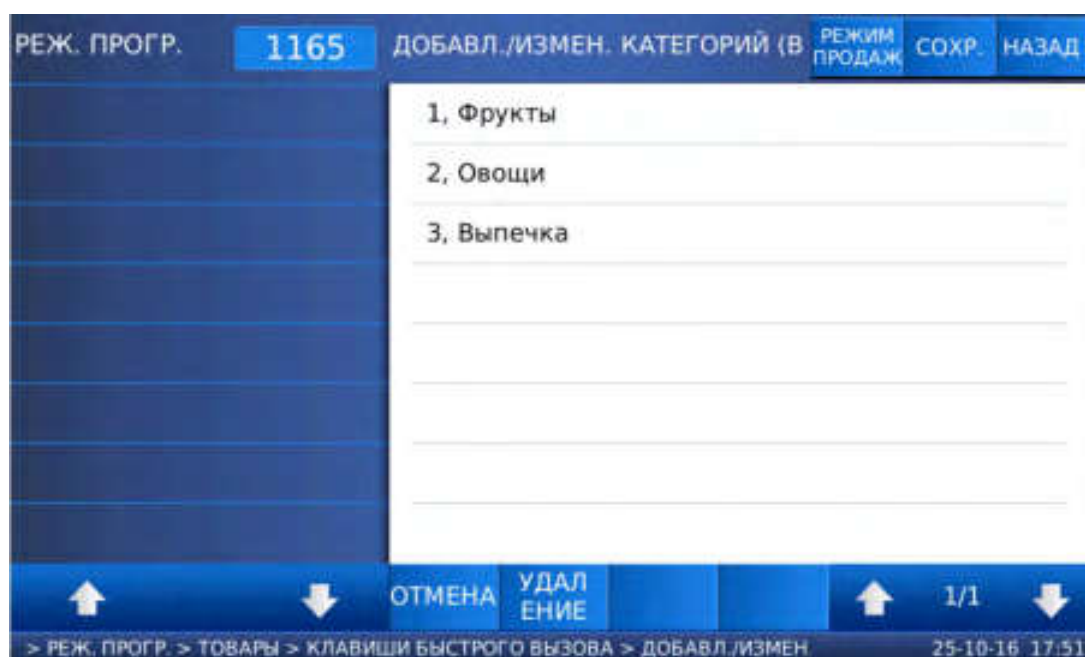 РЕЖ. ПРОГР. 1165 ДОБАВЛ./ИЗМЕН. КАТЕГОРИЙ (В РЕЖИМ ПРОДАЖ СОХР. НАЗАД
1, Фрукты
2, Овощи
3, Выпечка
ОТМЕНА УДАЛ ЕНИЕ 1/1
> РЕЖ. ПРОГР. > ТОВАРЫ > КЛАВИШИ БЫСТРОГО ВЫЗОВА > ДОБАВЛ./ИЗМЕН 25-10-16 17:51